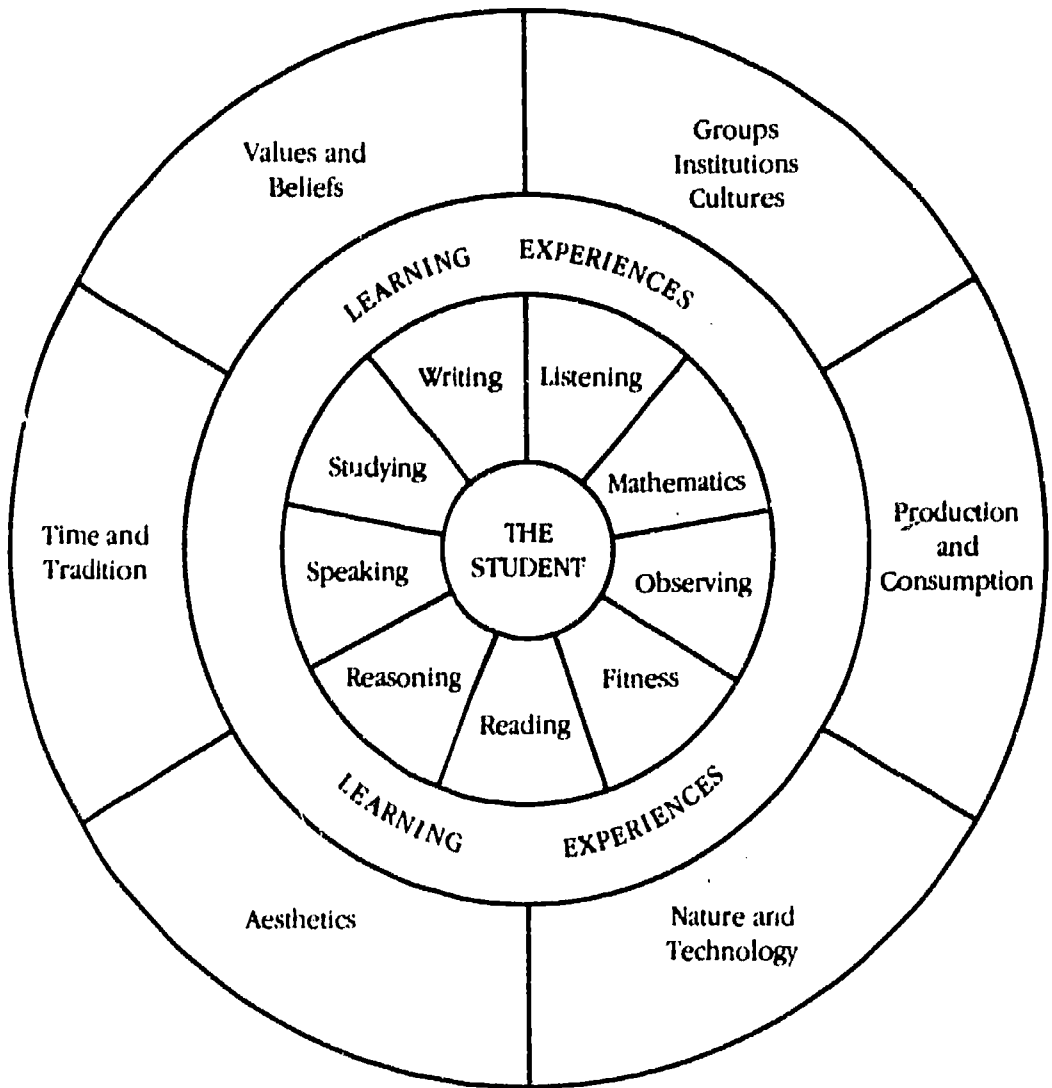 Values and
Beliefs
Groups
Institutions
Cultures
LEARNING EXPERIENCES
Writing
Listening
Studying
Mathematics
Time and
Tradition
THE
STUDENT
Production
and
Consumption
Speaking
Observing
Reasoning
Fitness
Reading
LEARNING EXPERIENCES
Aesthetics
Nature and
Technology